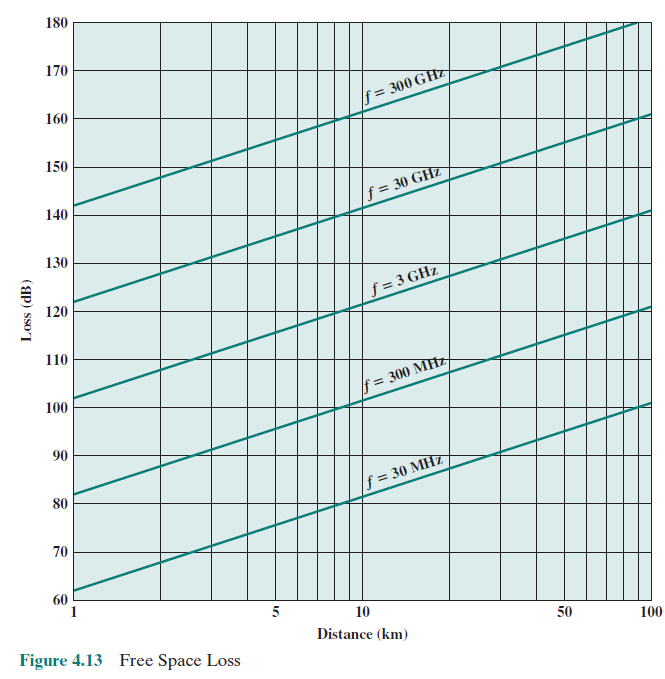 180
170
160
150
140
130
120
110
100
90
80
70
60
Loss (dB)
f = 300 GHz
f = 30 GHz
f = 3 GHz
f = 300 MHz
f = 30 MHz
1 5 10 50 100
Distance (km)
Figure 4.13 Free Space Loss